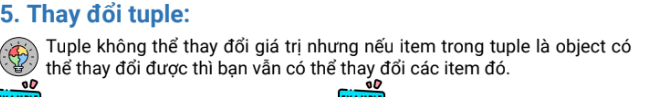 5. Thay đổi tuple:
Tuple không thể thay đổi giá trị nhưng nếu item trong tuple là object có
thể thay đổi được thì bạn vẫn có thể thay đổi các item đó.